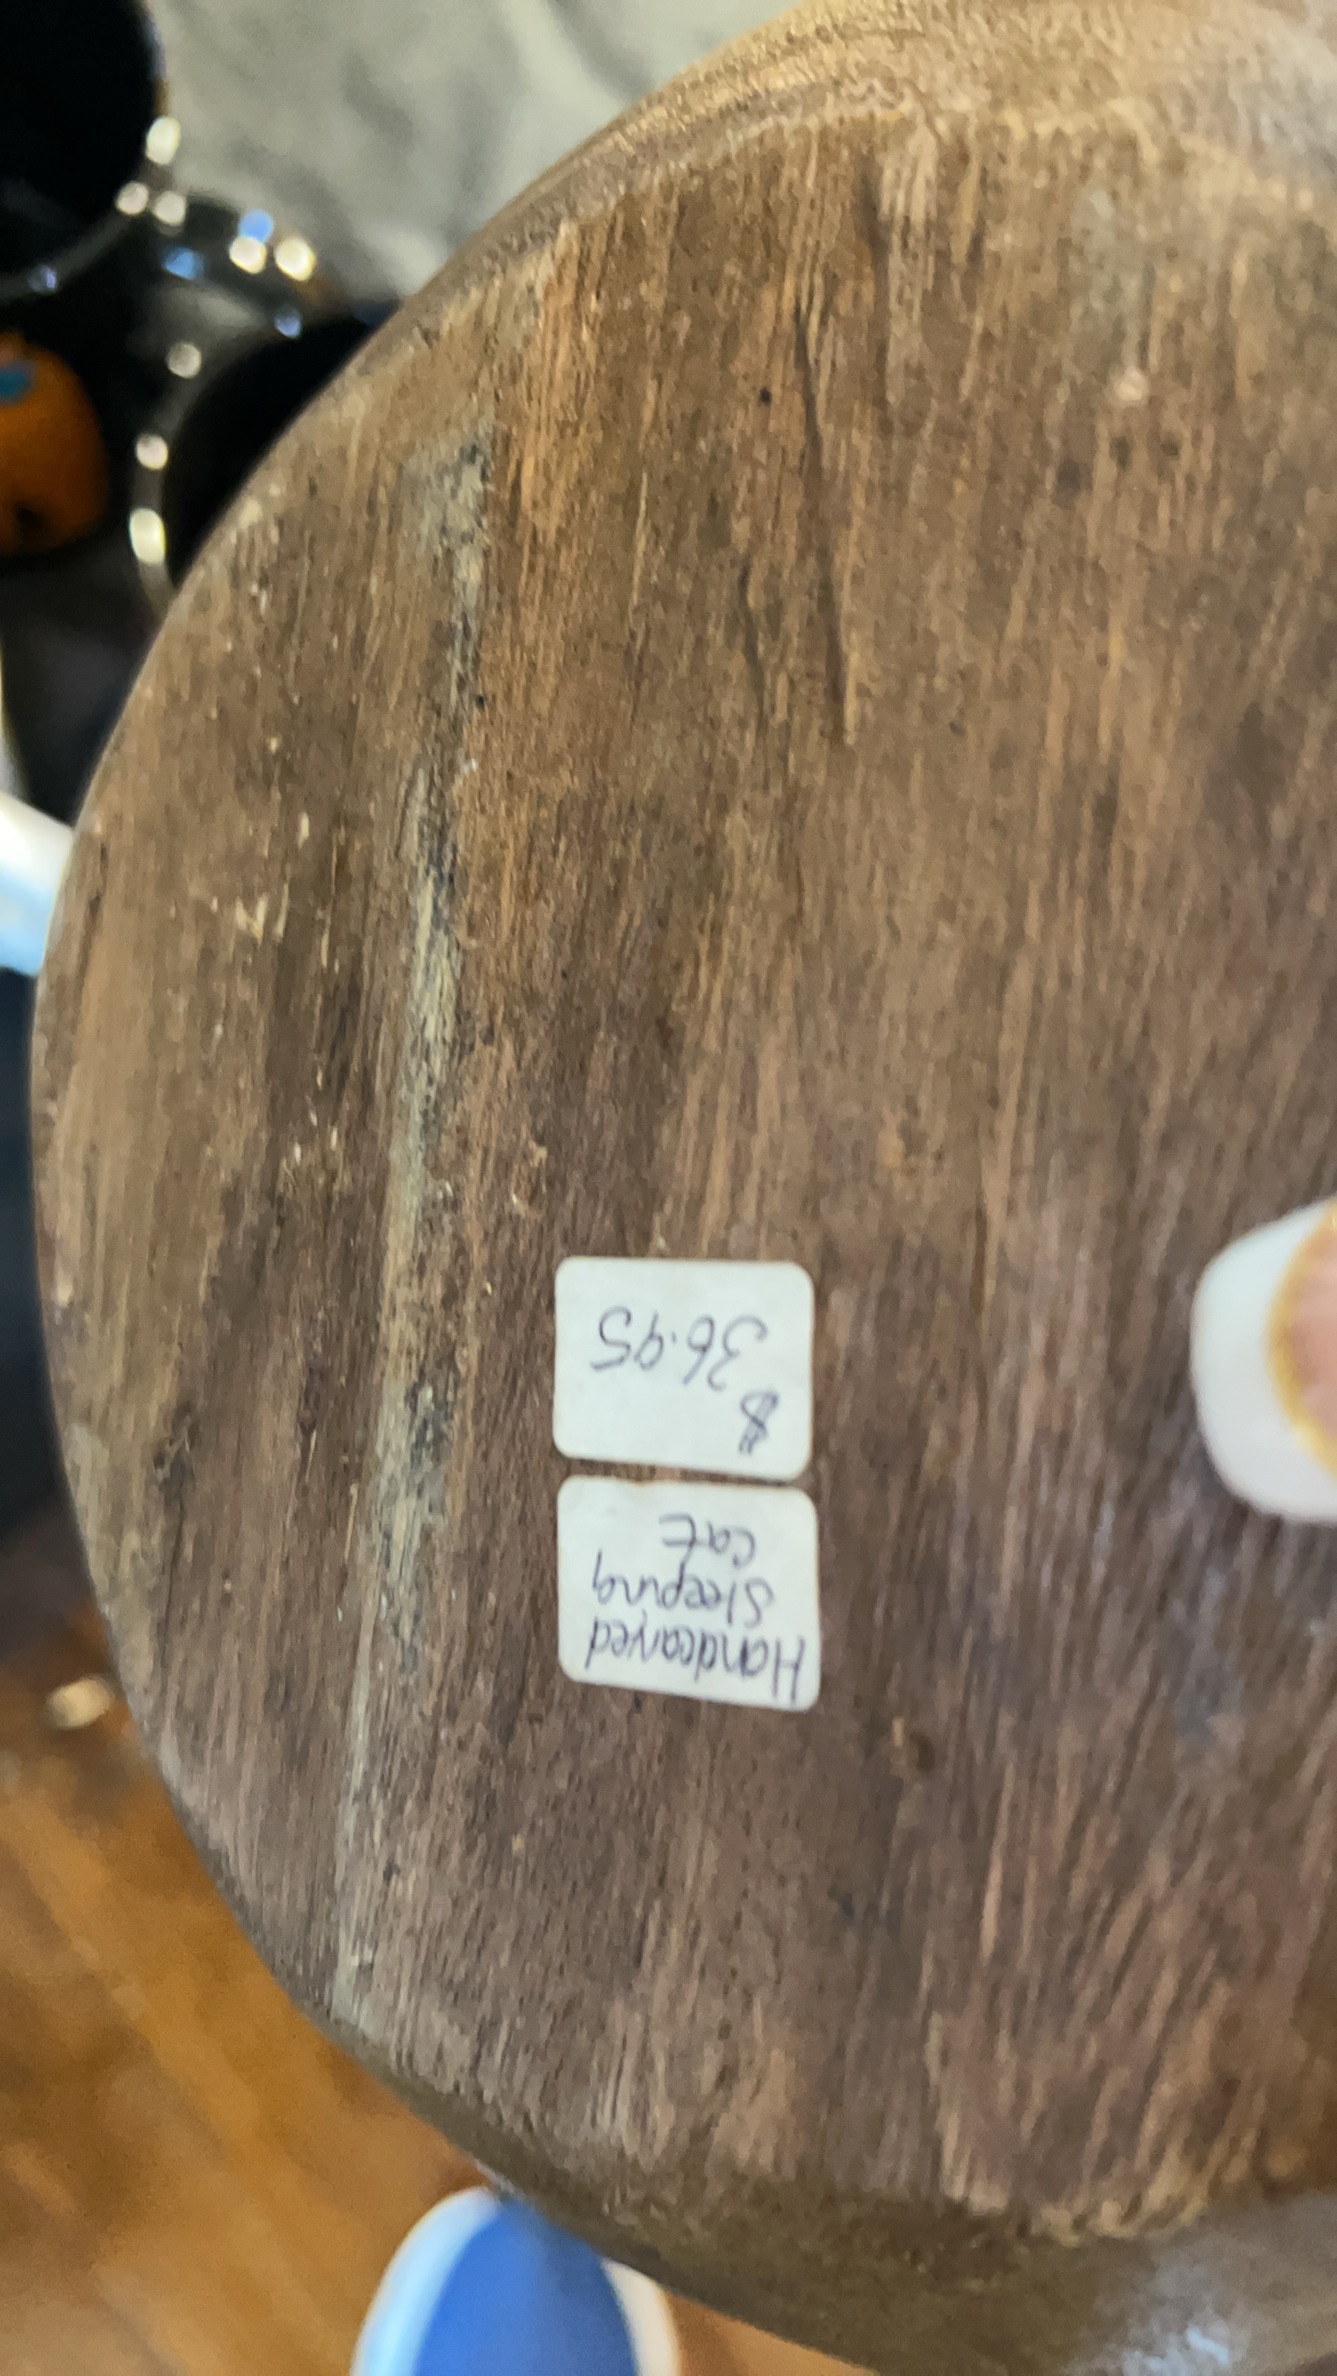 Handcarved
Sleeping
cat
$
36.95